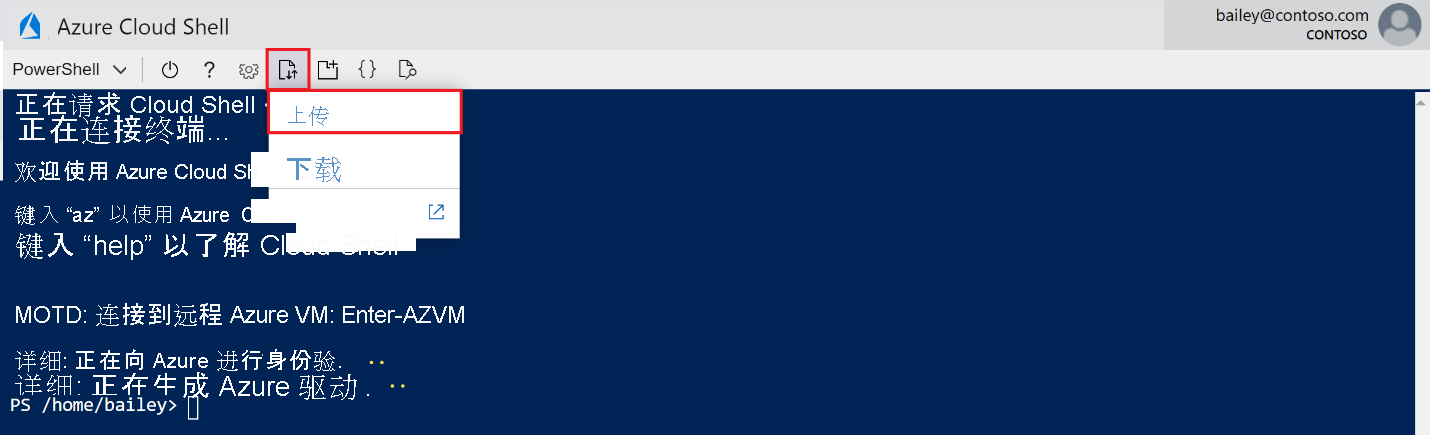 Azure Cloud Shell
bailey@contoso.com
CONTOSO
PowerShell
正在请求 Cloud Shell
上传
正在连接终端...
欢迎使用 Azure Cloud
下载
键入 “az” 以使用 Azure
键入 “help” 以了解 Cloud Shell
MOTD: 连接到远程 Azure VM: Enter-AZVM
详细: 正在向 Azure 进行身份验. ..
详细: 正在生成 Azure 驱动 . ..
PS /home/bailey>